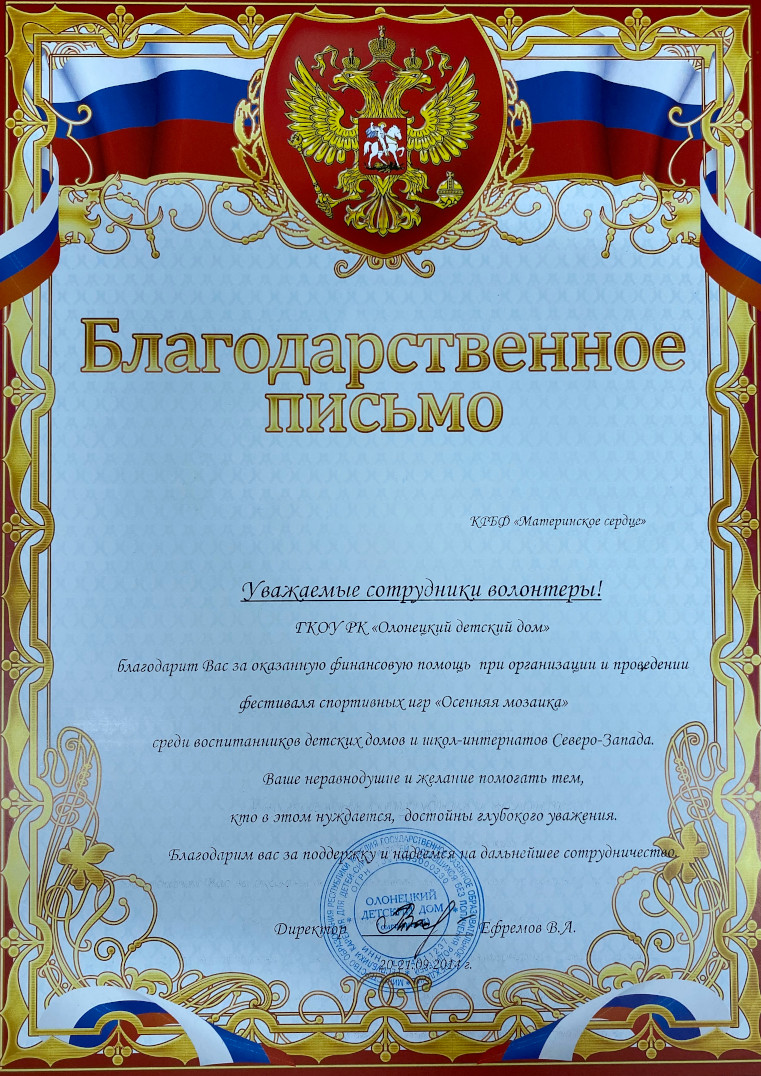 Благодарственное
письмо
КРБФ «Материнское сердце»
Уважаемые сотрудники волонтеры!
ГКОУ РК «Олонецкий детский дом»
благодарит Вас за оказанную финансовую помощь при организации и проведении
фестиваля спортивных игр «Осенняя мозаика»
среди воспитанников детских домов и школ-интернатов Северо-Запада.
Ваше неравнодушие и желание помогать тем,
кто в этом нуждается, достойны глубокого уважения.
Благодарим вас за поддержку и надеемся на дальнейшее сотрудничество.
ОЛОНЕЦКИЙ
ДЕТСКИЙ ДОМ
Директор Ефремов В.А.
20-21.09.2014 г.